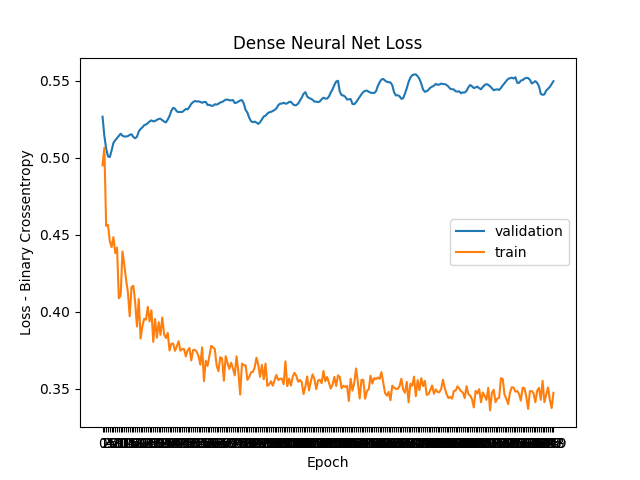 Dense Neural Net Loss
Loss - Binary Crossentropy
0.55
0.50
0.45
0.40
0.35
validation
train
Epoch